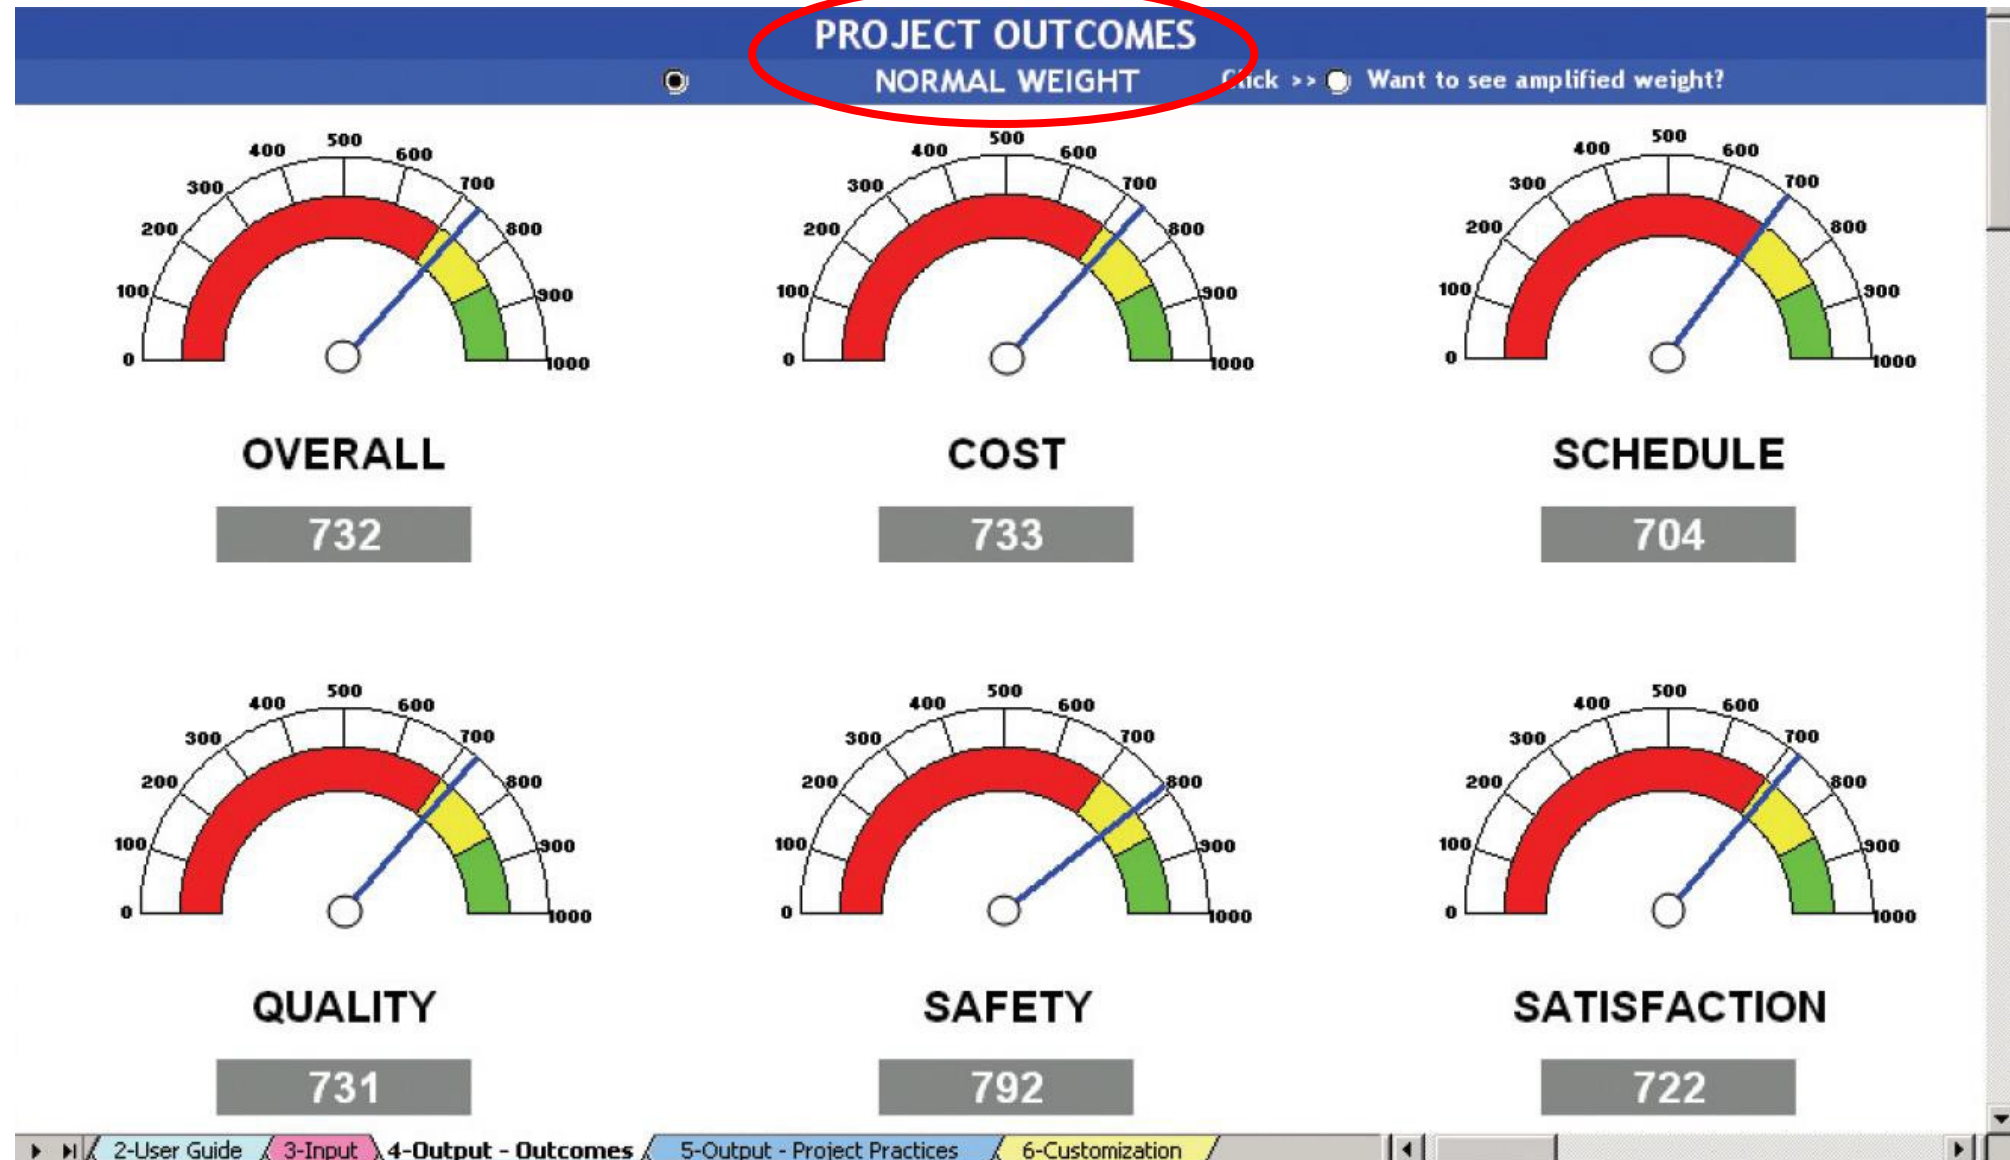 PROJECT OUTCOMES
NORMAL WEIGHT Click >> Want to see amplified weight?
0 100 200 300 400 500 600 700 800 900 1000
OVERALL
732
0 100 200 300 400 500 600 700 800 900 1000
COST
733
0 100 200 300 400 500 600 700 800 900 1000
SCHEDULE
704
0 100 200 300 400 500 600 700 800 900 1000
QUALITY
731
0 100 200 300 400 500 600 700 800 900 1000
SAFETY
792
0 100 200 300 400 500 600 700 800 900 1000
SATISFACTION
722
2-User Guide 3-Input 4-Output - Outcomes 5-Output - Project Practices 6-Customization